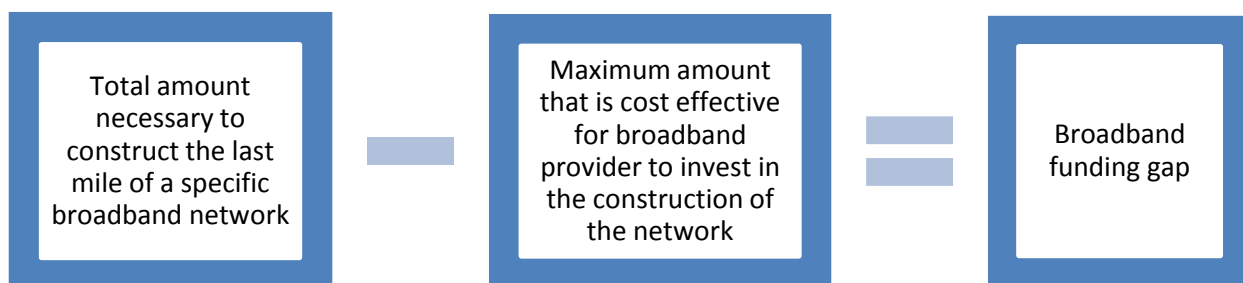 Total amount
necessary to
construct the last
mile of a specific
broadband network
Maximum amount
that is cost effective
for broadband
provider to invest in
the construction of
the network
Broadband
funding gap